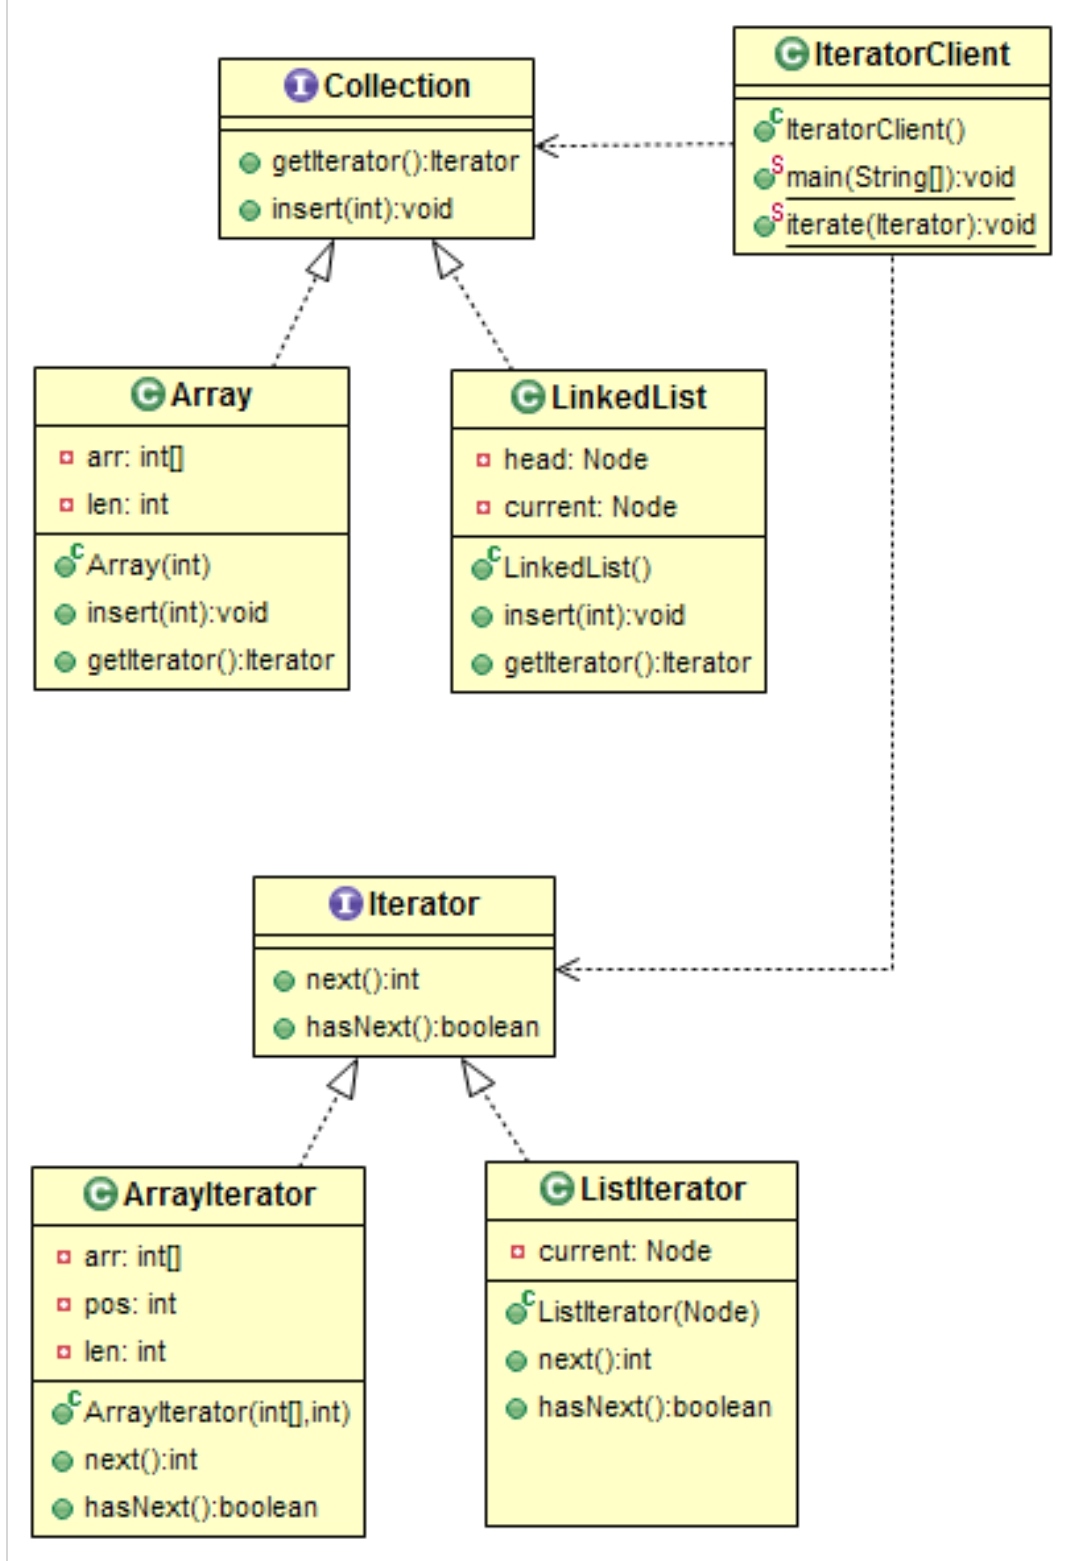 Collection
getIterator():Iterator
insert(int):void
IteratorClient
IteratorClient()
main(String[]):void
iterate(Iterator):void
Array
arr: int[]
len: int
Array(int)
insert(int):void
getIterator():Iterator
LinkedList
head: Node
current: Node
LinkedList()
insert(int):void
getIterator():Iterator
Iterator
next():int
hasNext():boolean
ArrayIterator
arr: int[]
pos: int
len: int
ArrayIterator(int[],int)
next():int
hasNext():boolean
ListIterator
current: Node
ListIterator(Node)
next():int
hasNext():boolean